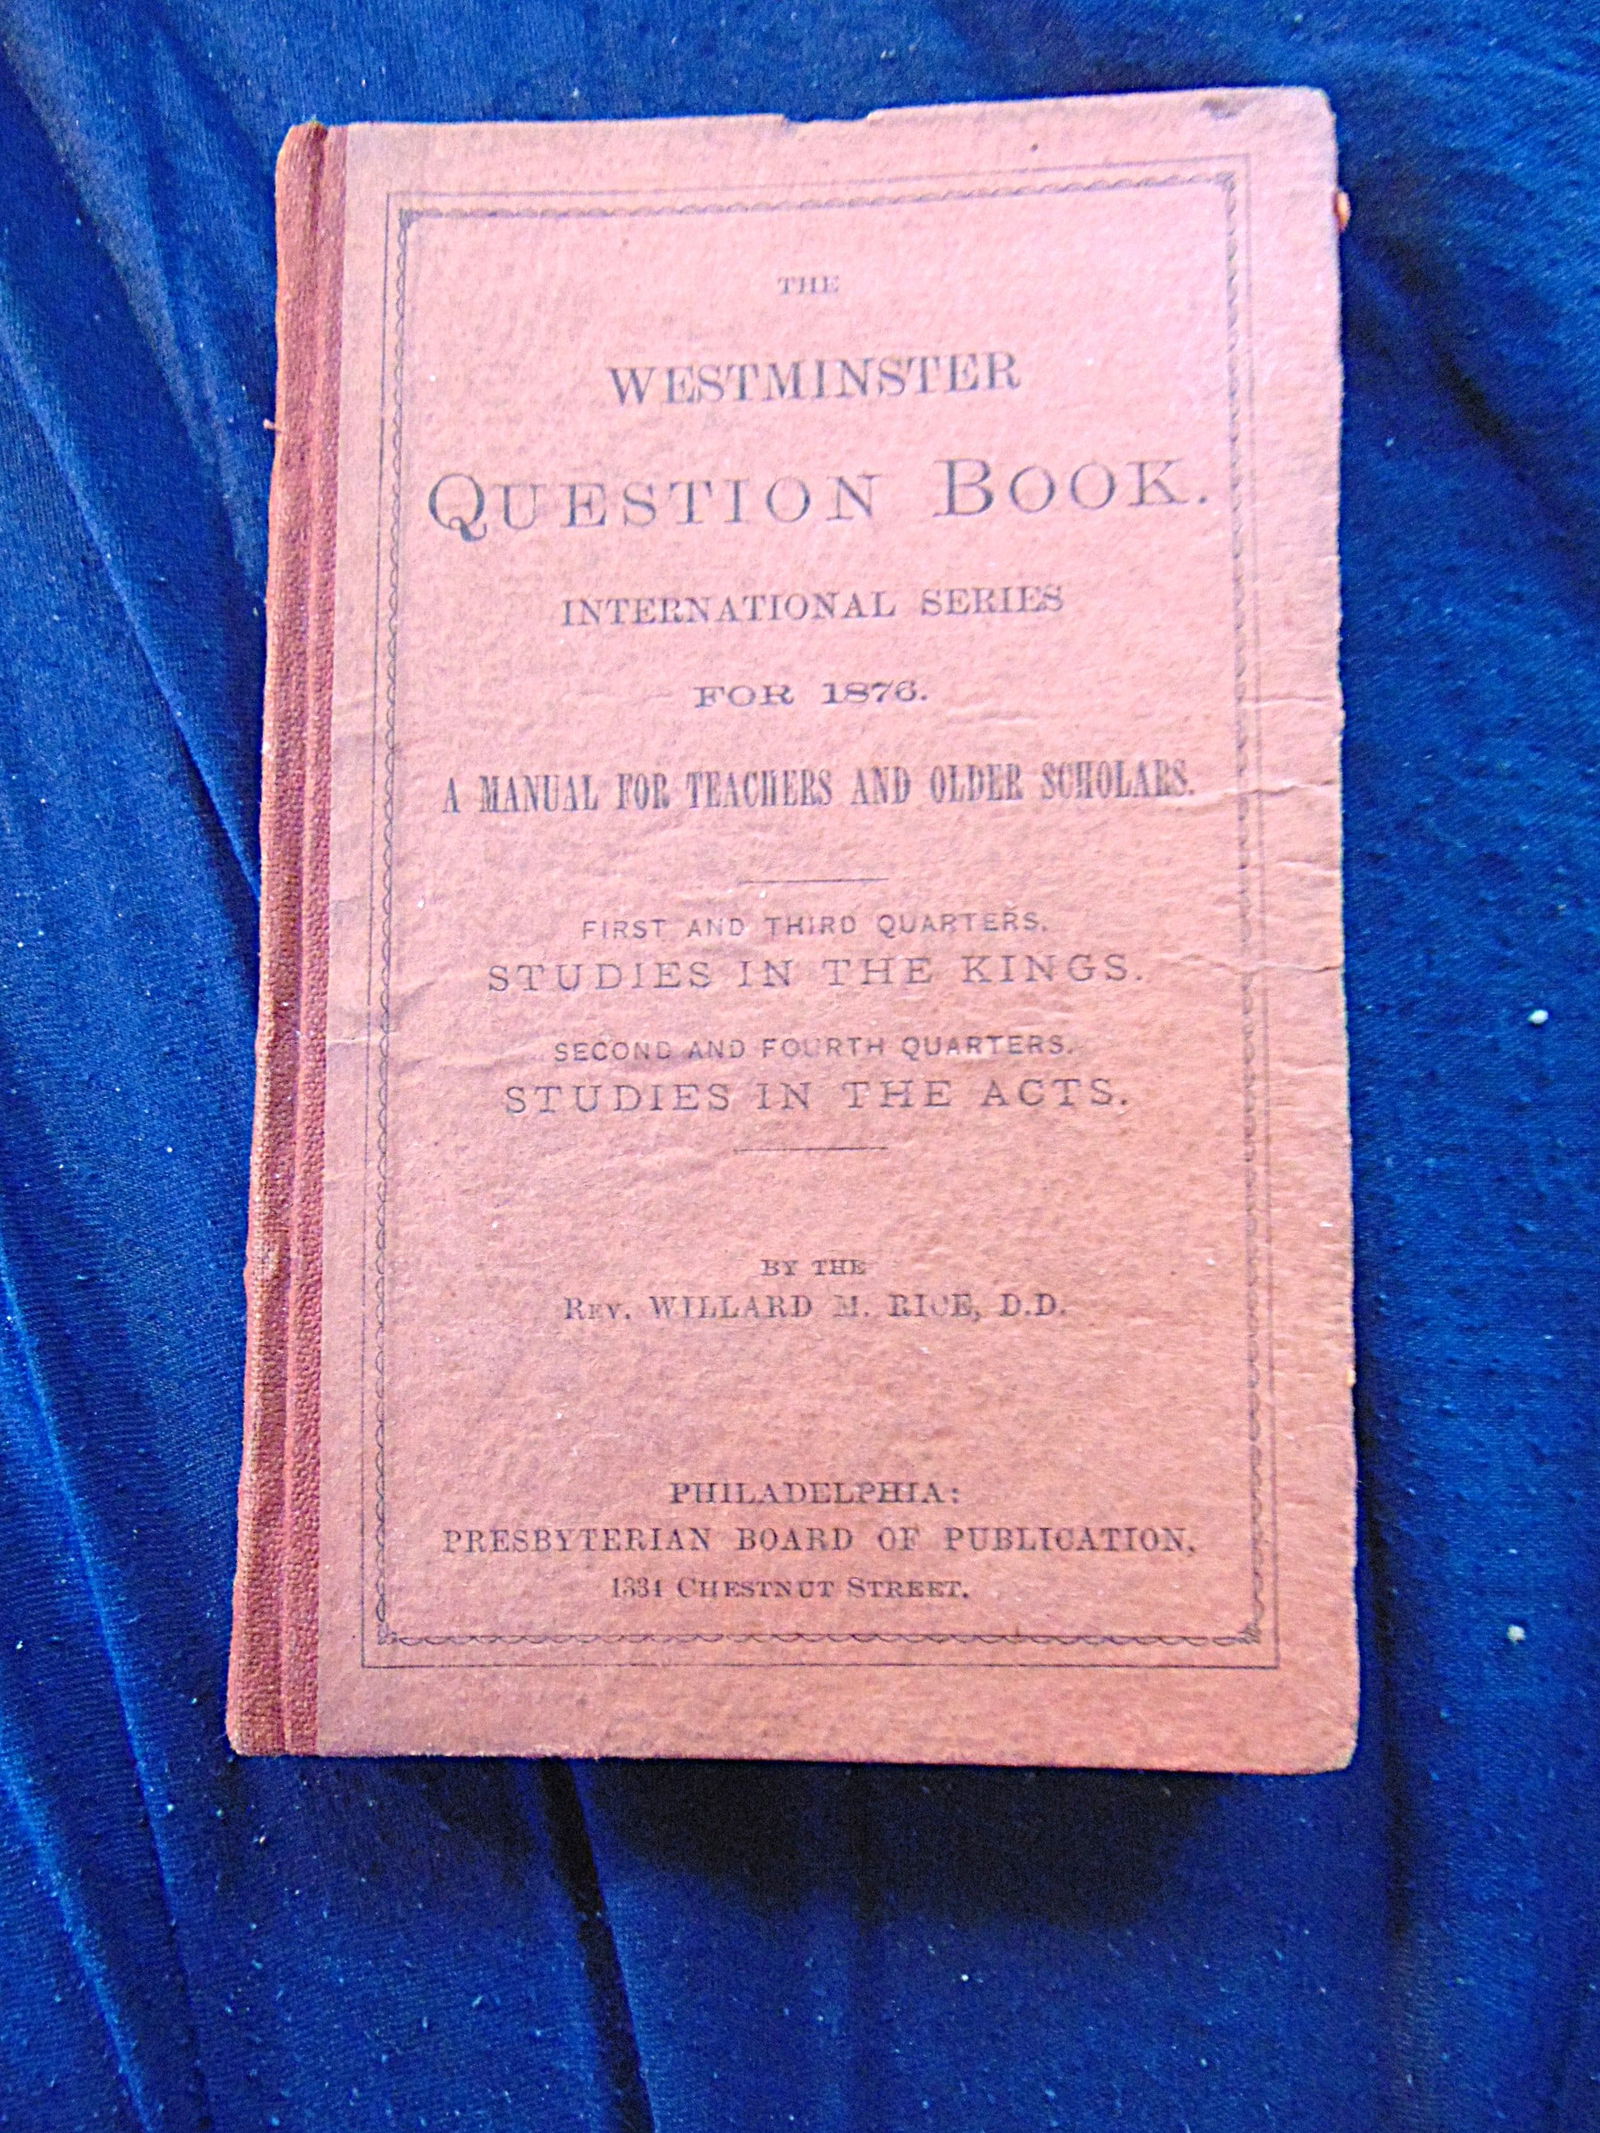 THE
WESTMINSTER
QUESTION BOOK.
INTERNATIONAL SERIES
FOR 1876.
A MANUAL FOR TEACHERS AND OLDER SCHOLARS.
FIRST AND THIRD QUARTERS.
STUDIES IN THE KINGS.
SECOND AND FOURTH QUARTERS.
STUDIES IN THE ACTS.
BY THE
REV. WILLARD M. RICE, D.D.
PHILADELPHIA:
PRESBYTERIAN BOARD OF PUBLICATION,
1334 CHESTNUT STREET.